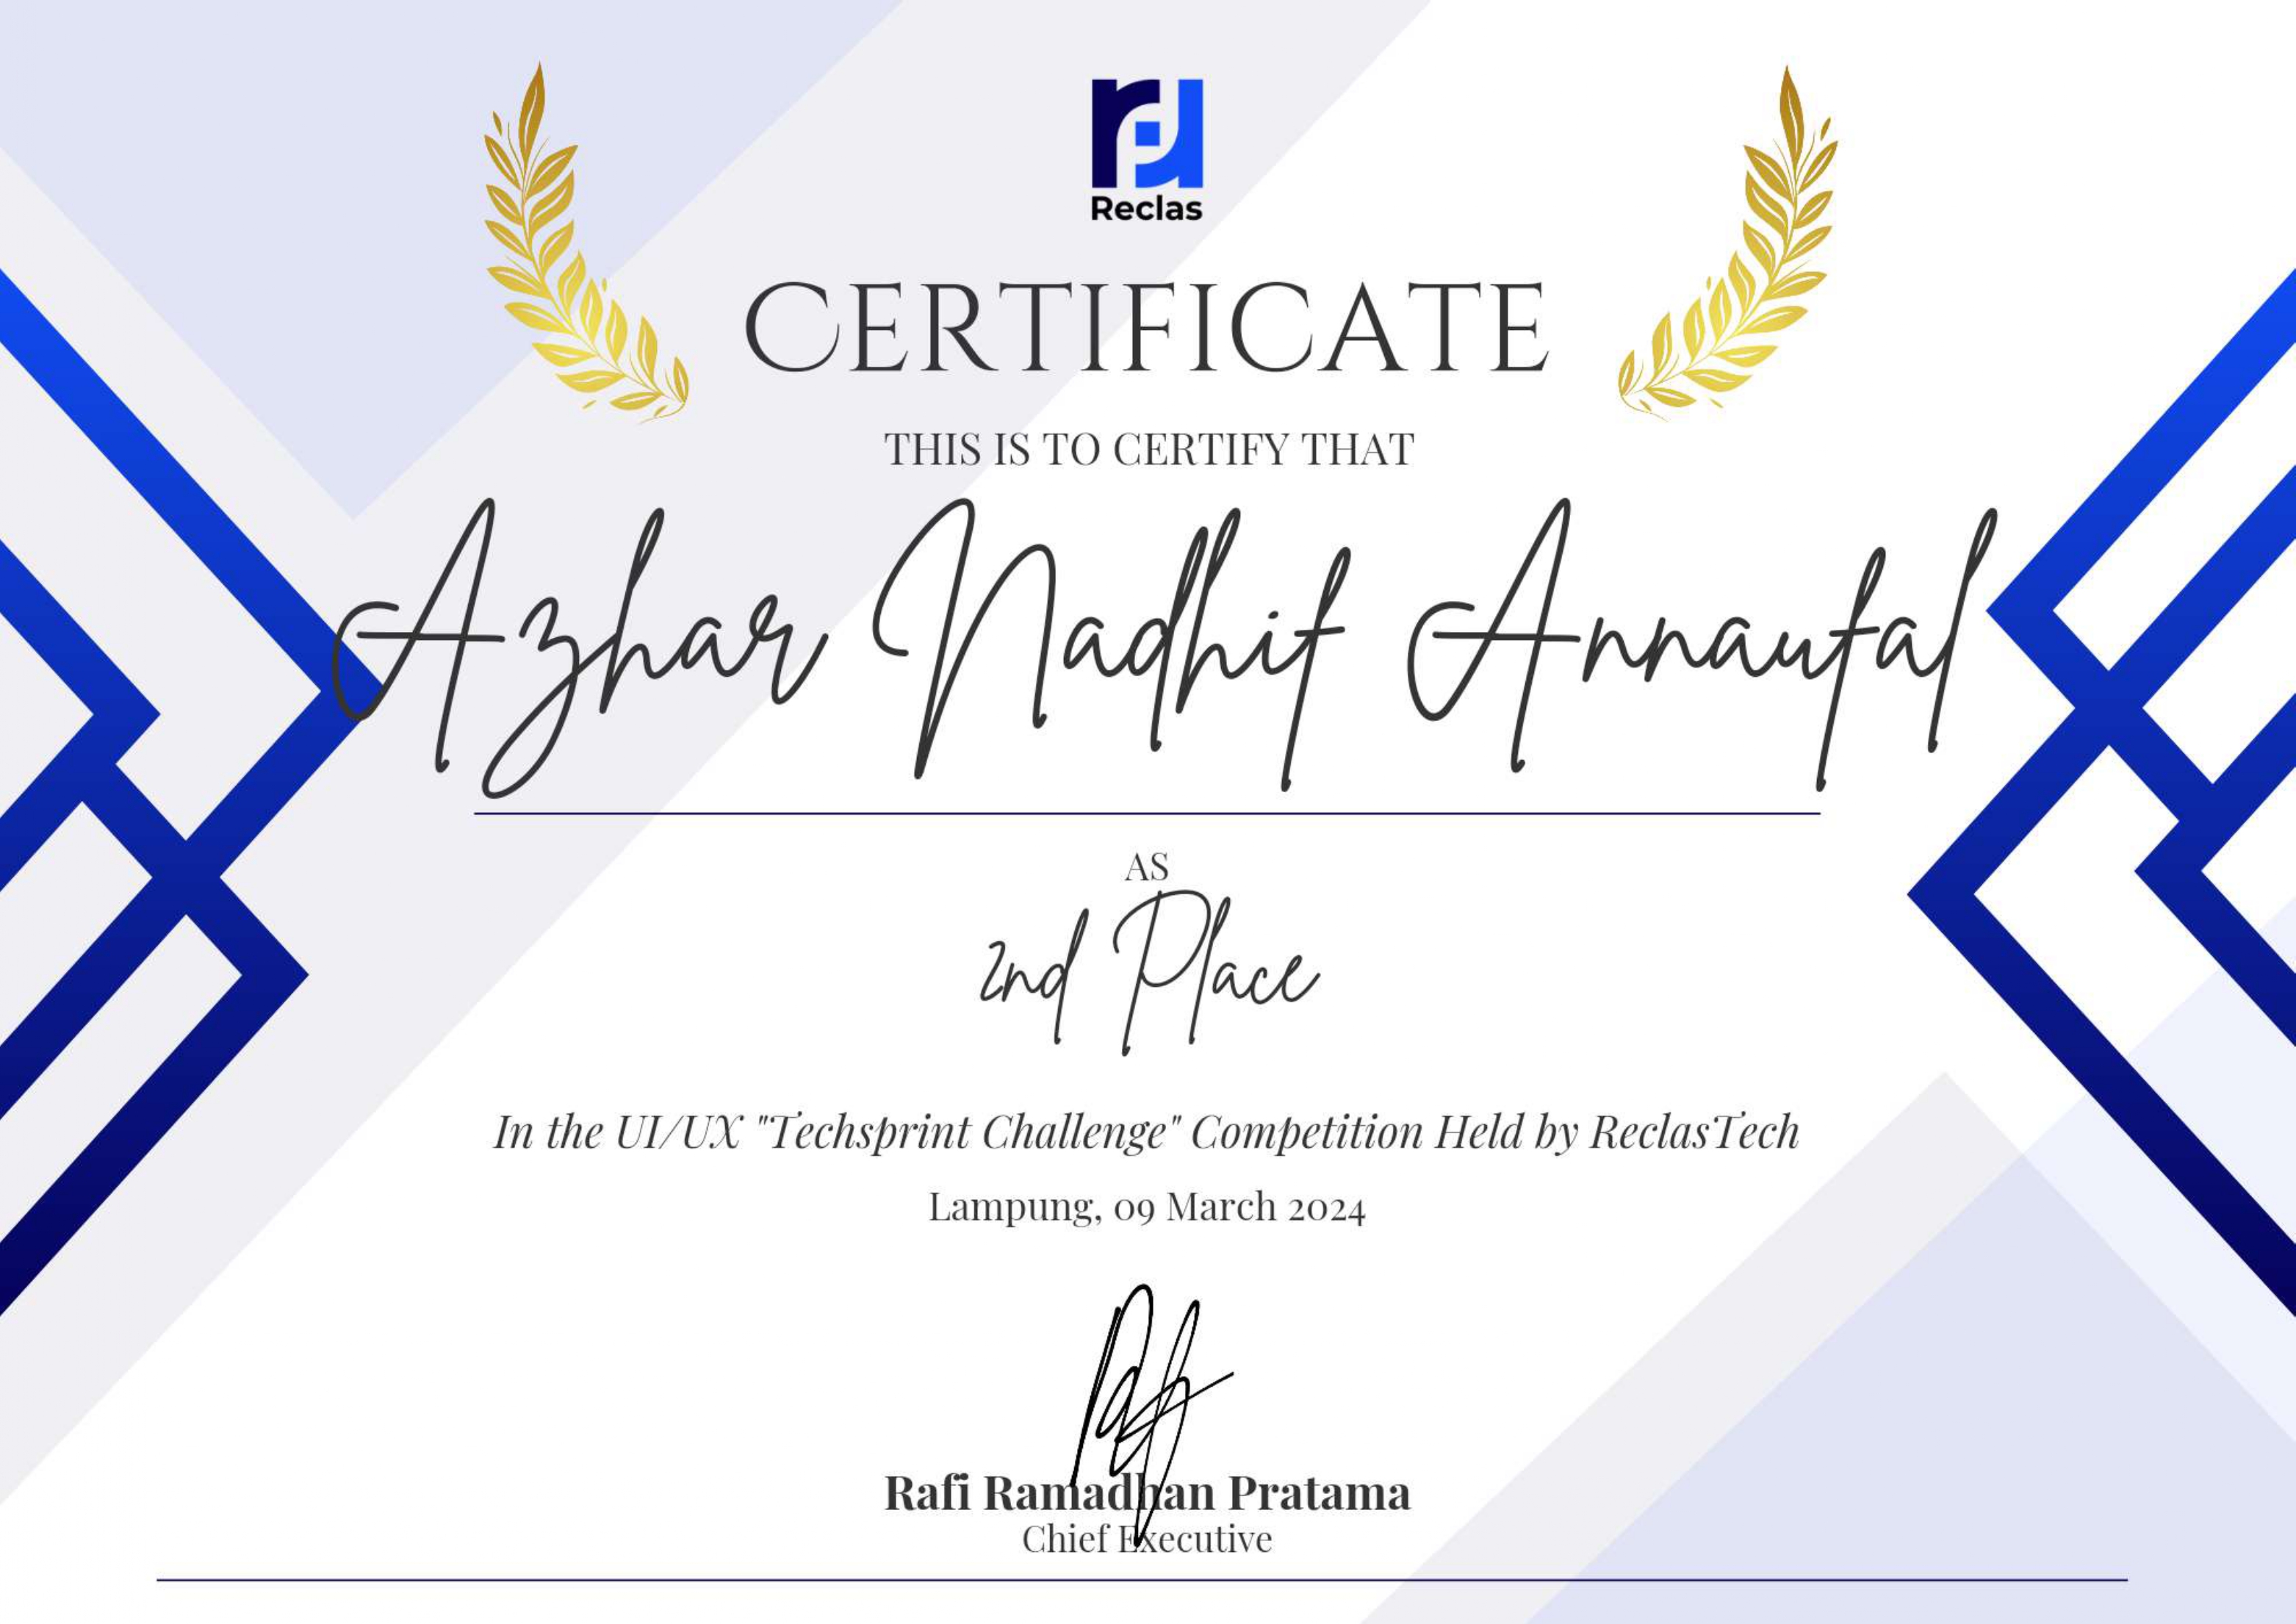 Reclas
CERTIFICATE
THIS IS TO CERTIFY THAT
Azhar Nadhif Annaufal
AS
2nd Place
In the UI/UX "Techsprint Challenge" Competition Held by ReclasTech
Lampung, 09 March 2024
Rafi Ramadhan Pratama
Chief Executive